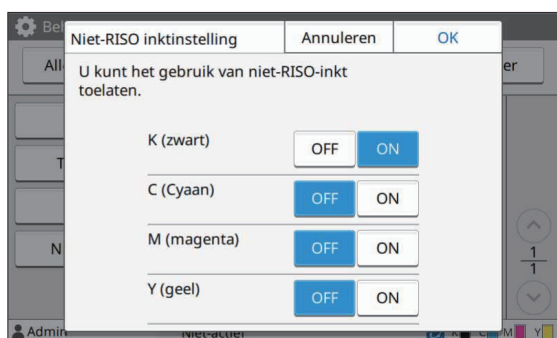 Niet-RISO inktinstelling Annuleren OK
U kunt het gebruik van niet-RISO-inkt
toelaten.
K (zwart) OFF ON
C (Cyaan) OFF ON
M (magenta) OFF ON
Y (geel) OFF ON
1
1
Admin Niet-actief K C M Y